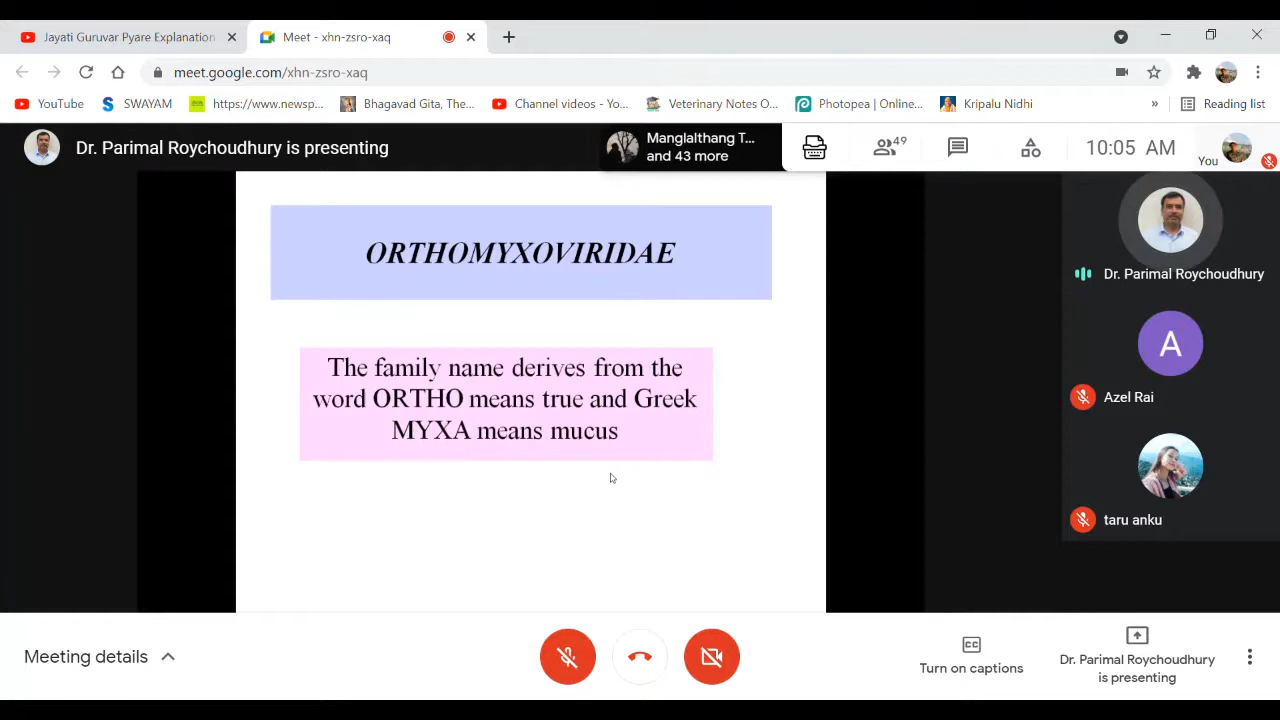 Jayati Guruvar Pyare Explanation
Meet - xhn-zsro-xaq
meet.google.com/xhn-zsro-xaq
YouTube
SWAYAM
https://www.newsp...
Bhagavad Gita, The...
Channel videos - Yo...
Veterinary Notes O...
Photopea | Online...
Kripalu Nidhi
»
Reading list
Dr. Parimal Roychoudhury is presenting
Manglalthang T...
and 43 more
49
10:05 AM
You
ORTHOMYXOVIRIDAE
The family name derives from the
word ORTHO means true and Greek
MYXA means mucus
Dr. Parimal Roychoudhury
A
Azel Rai
taru anku
Meeting details
CC
Turn on captions
Dr. Parimal Roychoudhury
is presenting